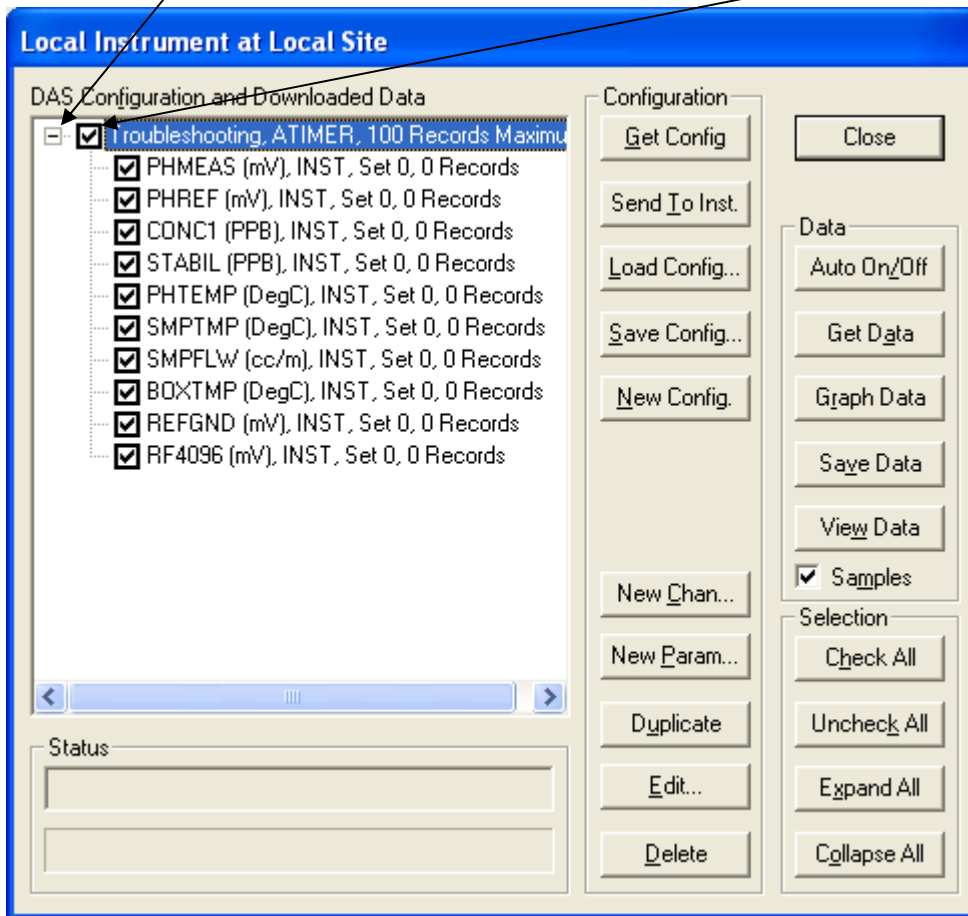 Local Instrument at Local Site
DAS Configuration and Downloaded Data
Troubleshooting, ATIMER, 100 Records Maximu
PHMEAS (mV), INST, Set 0, 0 Records
PHREF (mV), INST, Set 0, 0 Records
CONC1 (PPB), INST, Set 0, 0 Records
STABIL (PPB), INST, Set 0, 0 Records
PHTEMP (DegC), INST, Set 0, 0 Records
SMPTMP (DegC), INST, Set 0, 0 Records
SMPFLW (cc/m), INST, Set 0, 0 Records
BOXTMP (DegC), INST, Set 0, 0 Records
REFGND (mV), INST, Set 0, 0 Records
RF4096 (mV), INST, Set 0, 0 Records
Status
Configuration
Get Config
Send To Inst.
Load Config...
Save Config...
New Config.
New Chan...
New Param...
Duplicate
Edit...
Delete
Close
Data
Auto On/Off
Get Data
Graph Data
Save Data
View Data
Samples
Selection
Check All
Uncheck All
Expand All
Collapse All